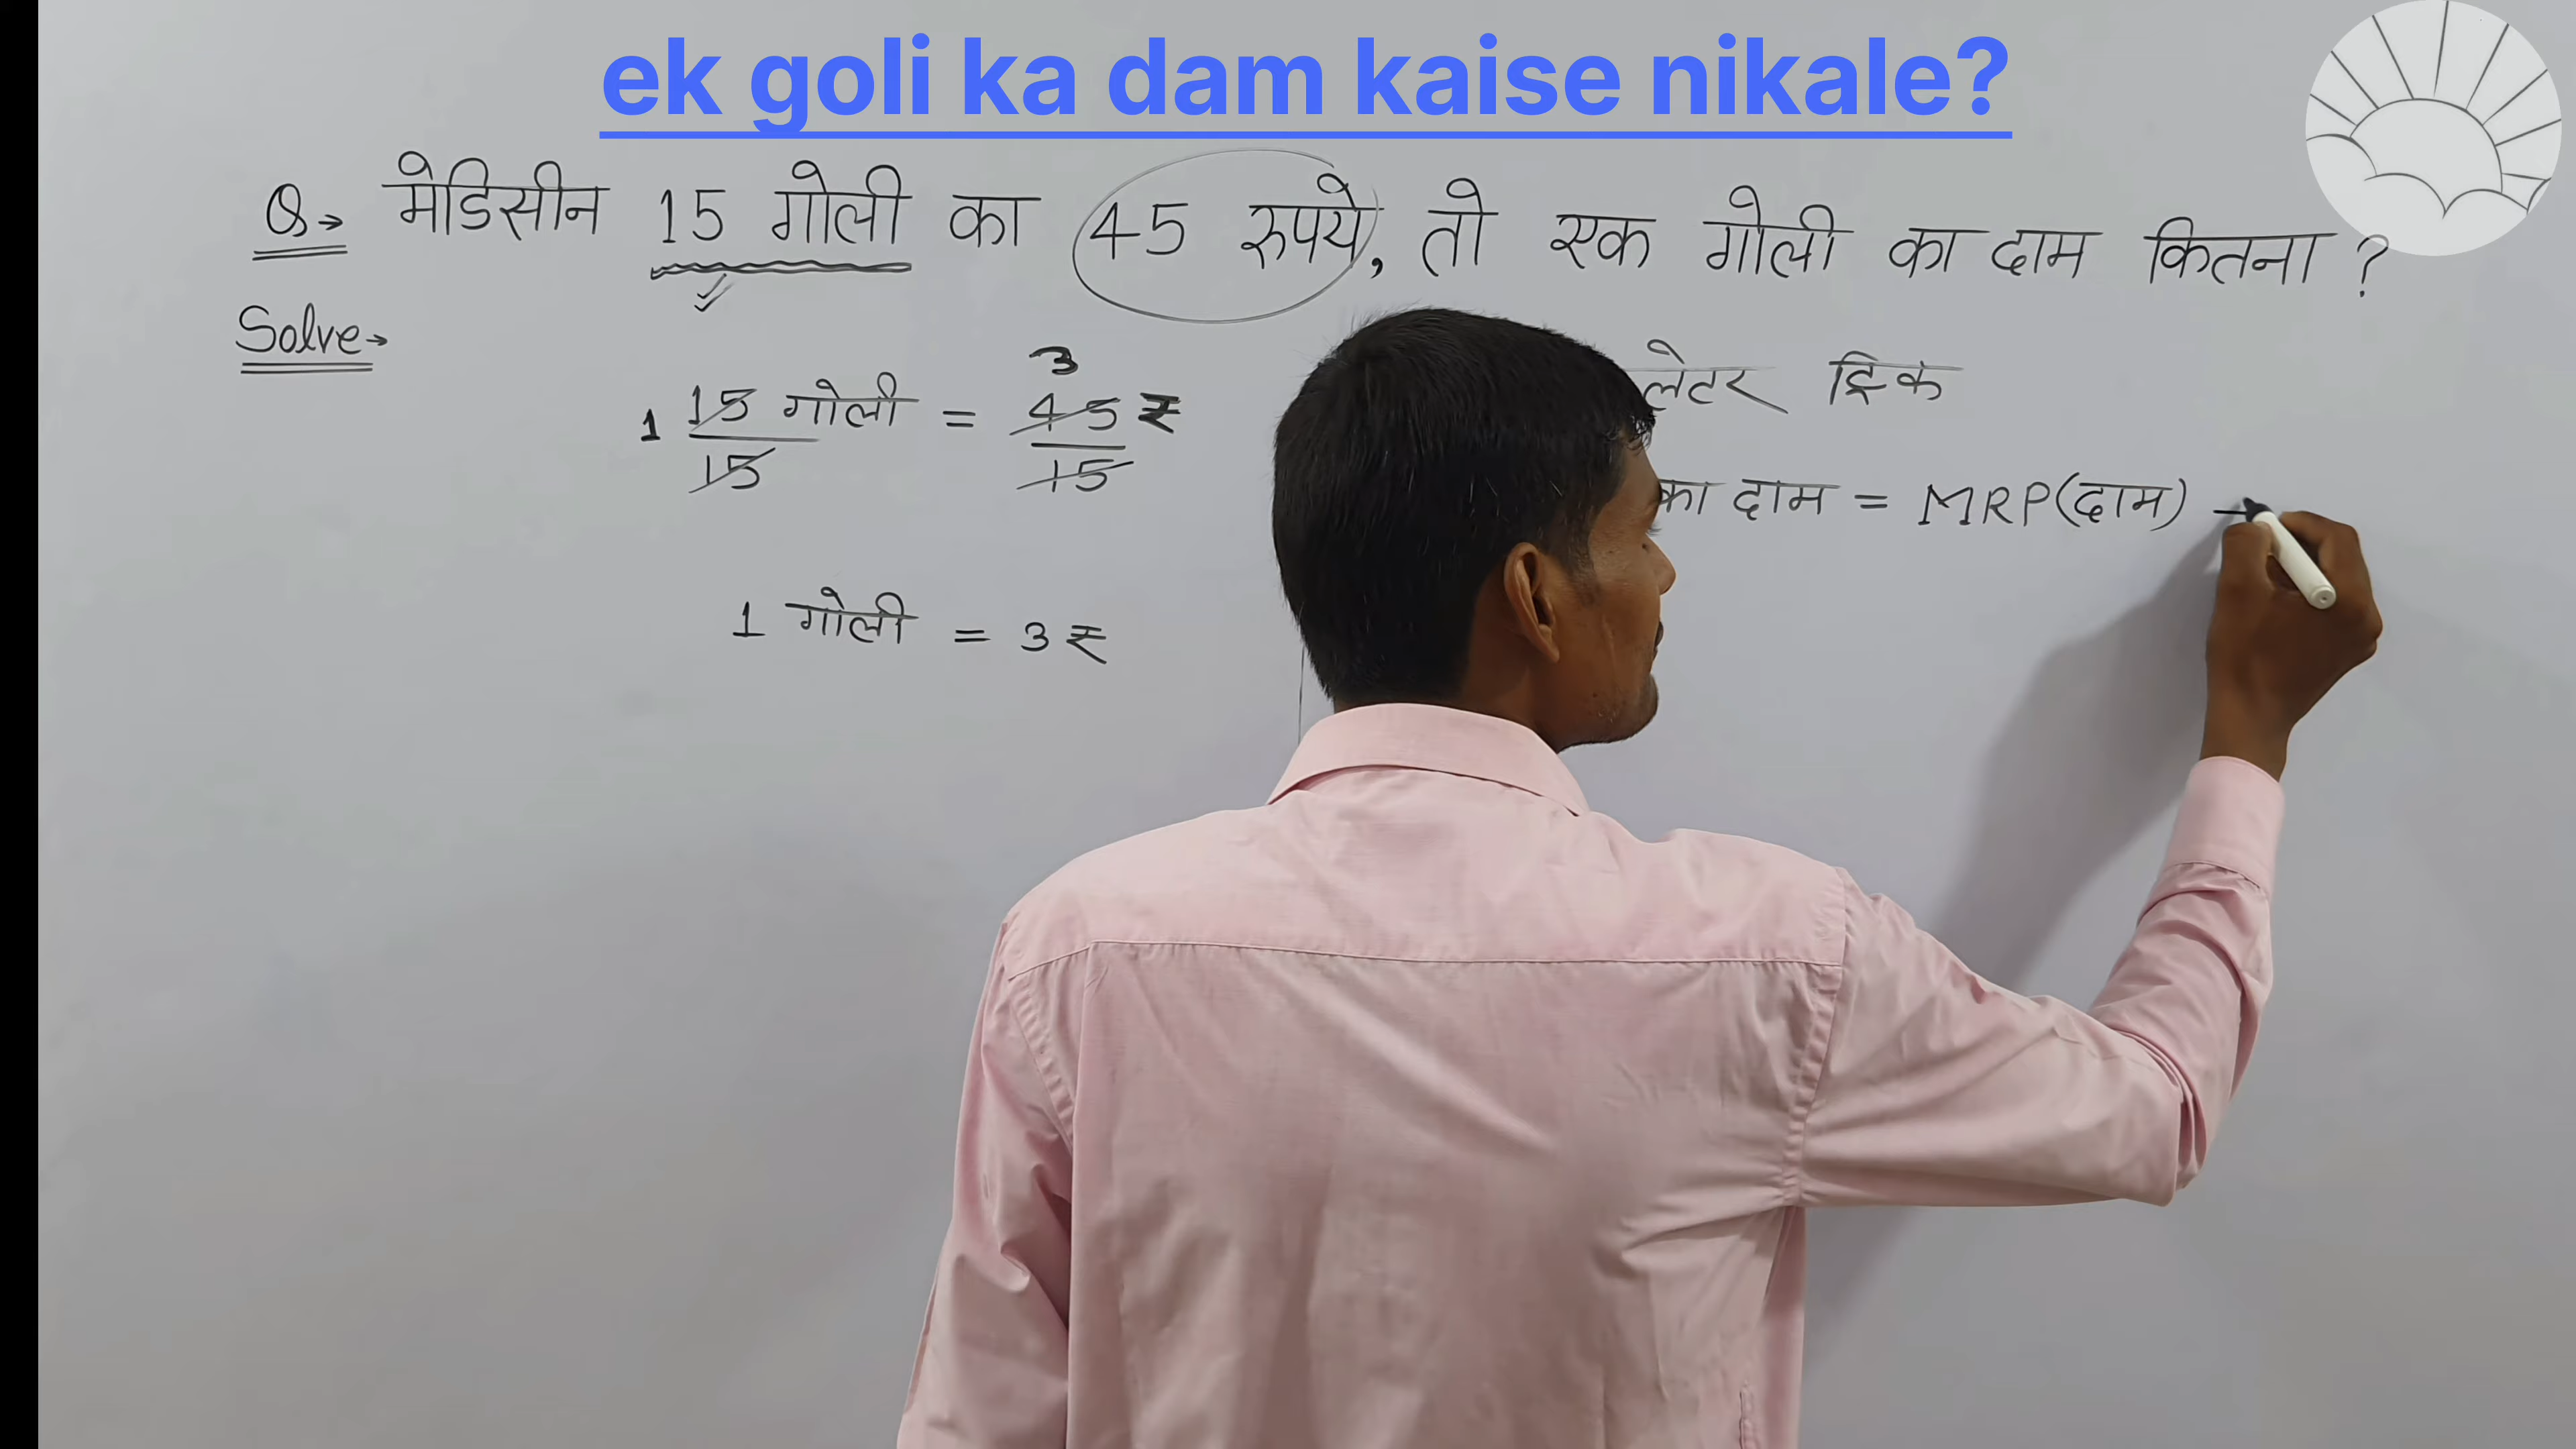 ek goli ka dam kaise nikale?
Q→ मेडिसीन 15 गोली का 45 रुपये, तो एक गोली का दाम कितना ?
Solve→
लेटर ट्रिक
3
1 15 गोली = 45 ₹
15 15
का दाम = MRP(दाम)
1 गोली = 3 ₹